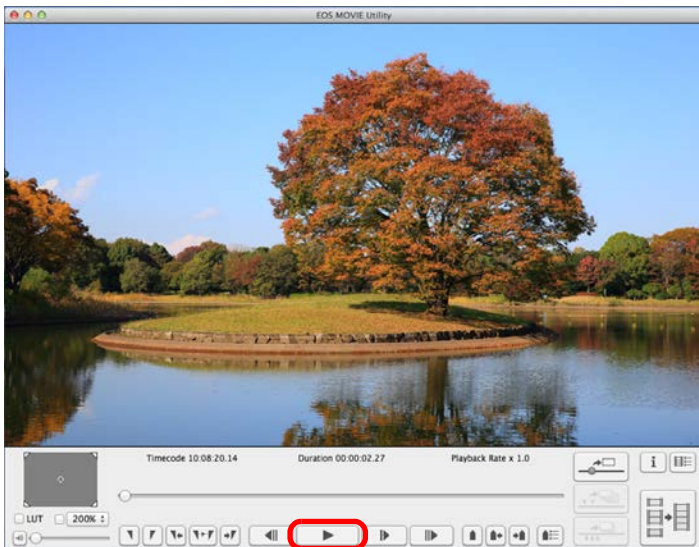 EOS MOVIE Utility
Timecode 10:08:20.14 Duration 00:00:02.27 Playback Rate x 1.0
i
LUT 200%